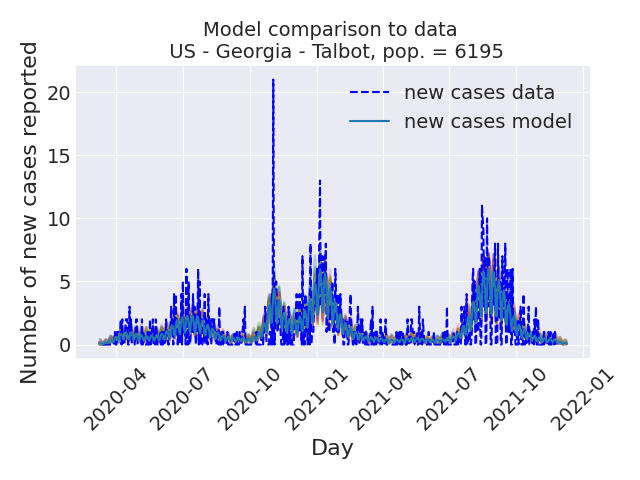 Model comparison to data
US - Georgia - Talbot, pop. = 6195
Number of new cases reported
20
15
10
5
0
new cases data
new cases model
2020-04
2020-07
2020-10
2021-01
2021-04
2021-07
2021-10
2022-01
Day